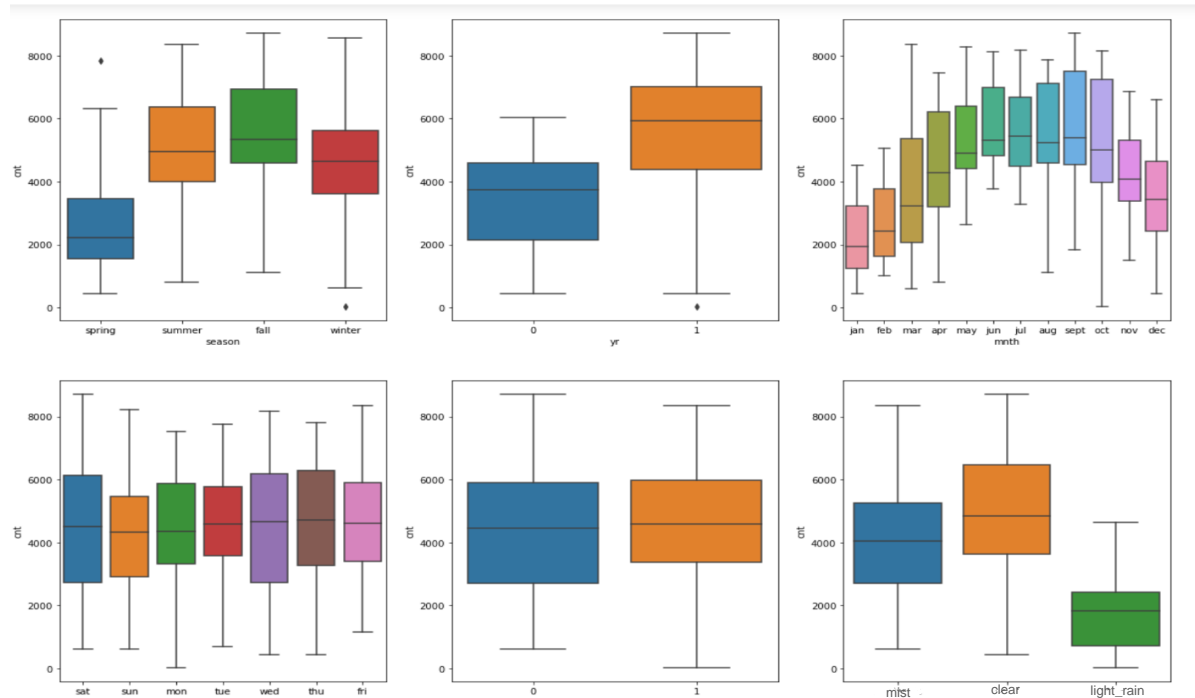 8000
6000
4000
2000
0
cnt
spring summer fall winter
season
8000
6000
4000
2000
0
cnt
0 1
yr
8000
6000
4000
2000
0
cnt
jan feb mar apr may jun jul aug sept oct nov dec
mnth
8000
6000
4000
2000
0
cnt
sat sun mon tue wed thu fri
8000
6000
4000
2000
0
cnt
0 1
8000
6000
4000
2000
0
cnt
mist clear light_rain